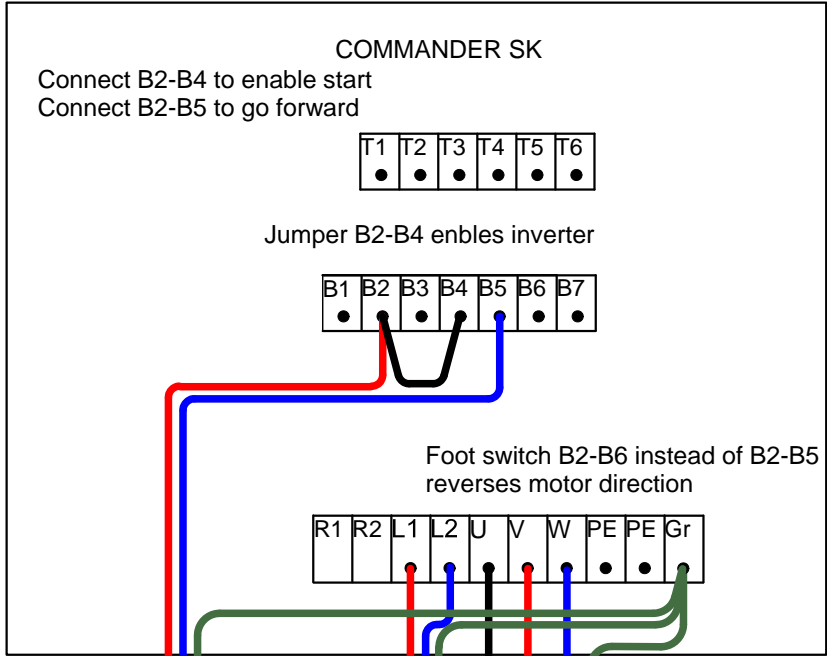 COMMANDER SK
Connect B2-B4 to enable start
Connect B2-B5 to go forward
T1 T2 T3 T4 T5 T6
Jumper B2-B4 enbles inverter
B1 B2 B3 B4 B5 B6 B7
Foot switch B2-B6 instead of B2-B5
reverses motor direction
R1 R2 L1 L2 U V W PE PE Gr